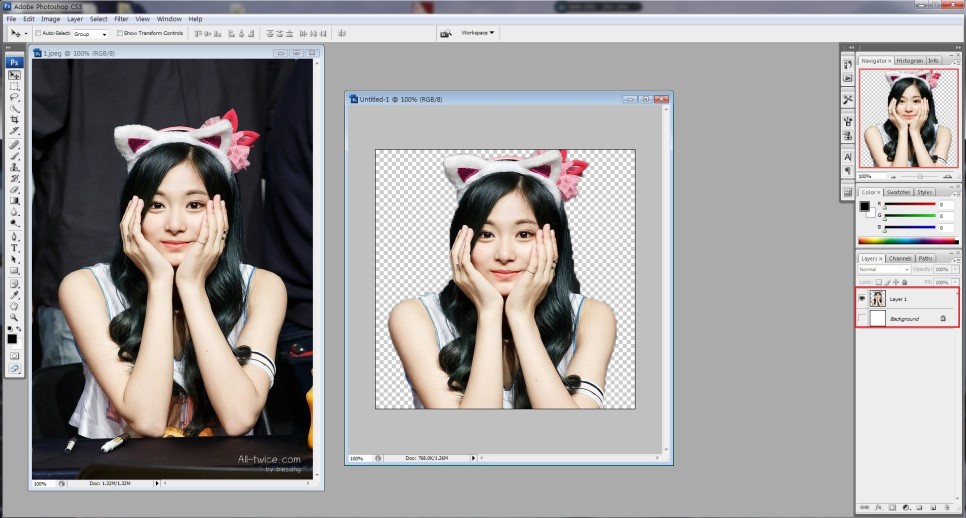 Adobe Photoshop CS3
File Edit Image Layer Select Filter View Window Help
Auto-Select: Group Show Transform Controls Workspace
Ps
1.jpeg @ 100% (RGB/8)
All-twice.com
by blessing
100% Doc: 1.32M/1.32M
Untitled-1 @ 100% (RGB/8)
100% Doc: 768.0K/1.26M
Navigator × Histogram Info
100%
Color × Swatches Styles
R 0
G 0
B 0
Layers × Channels Paths
Normal Opacity: 100%
Lock: Fill: 100%
Layer 1
Background